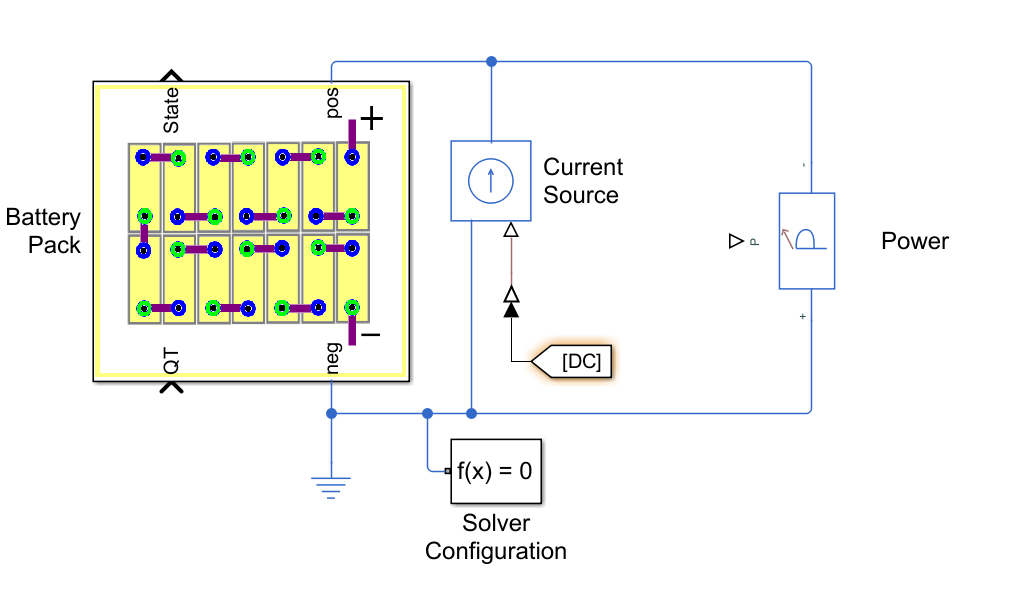 State
pos
+
Battery
Pack
QT
neg
−
Current
Source
[DC]
-
P
P
+
Power
f(x) = 0
Solver
Configuration